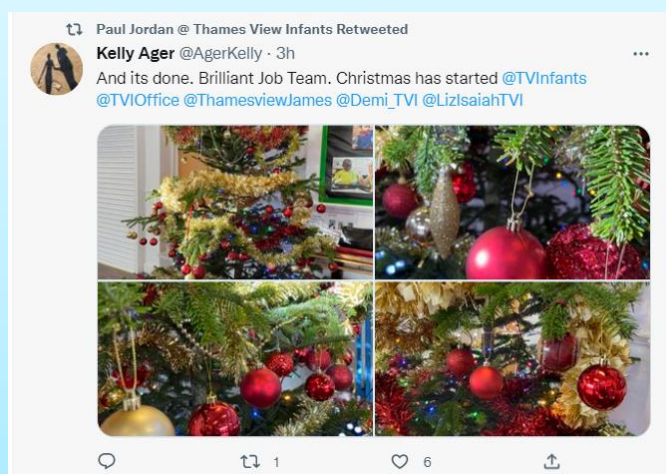 Paul Jordan @ Thames View Infants Retweeted
Kelly Ager @AgerKelly · 3h
And its done. Brilliant Job Team. Christmas has started @TVInfants
@TVIOffice @ThamesviewJames @Demi_TVI @LizIsaiahTVI
1 6